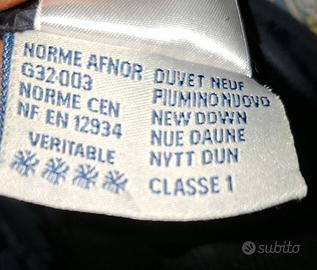 NORME AFNOR
G32-003
NORME CEN
NF EN 12934
VERITABLE
DUVET NEUF
PIUMINO NUOVO
NEW DOWN
NUE DAUNE
NYTT DUN
CLASSE 1
subito